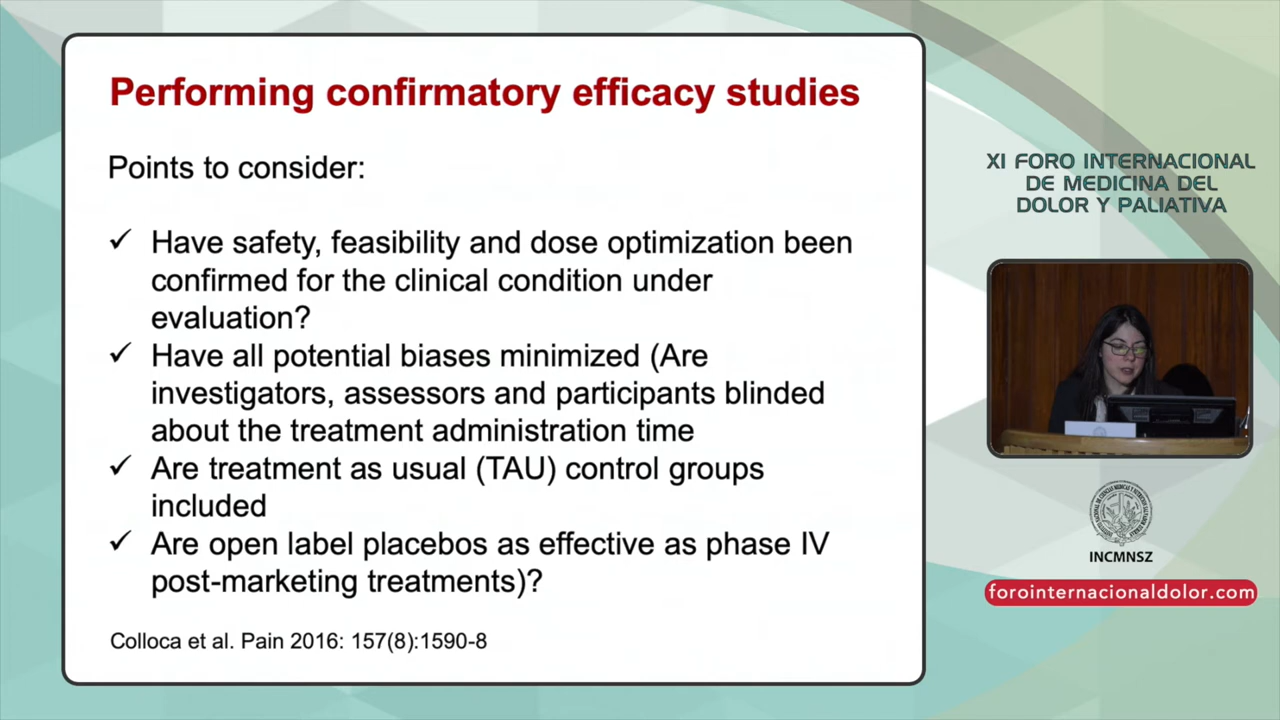 Performing confirmatory efficacy studies
Points to consider:
✓ Have safety, feasibility and dose optimization been
confirmed for the clinical condition under
evaluation?
✓ Have all potential biases minimized (Are
investigators, assessors and participants blinded
about the treatment administration time
✓ Are treatment as usual (TAU) control groups
included
✓ Are open label placebos as effective as phase IV
post-marketing treatments)?
Colloca et al. Pain 2016: 157(8):1590-8
XI FORO INTERNACIONAL
DE MEDICINA DEL
DOLOR Y PALIATIVA
INCMNSZ
forointernacionaldolor.com